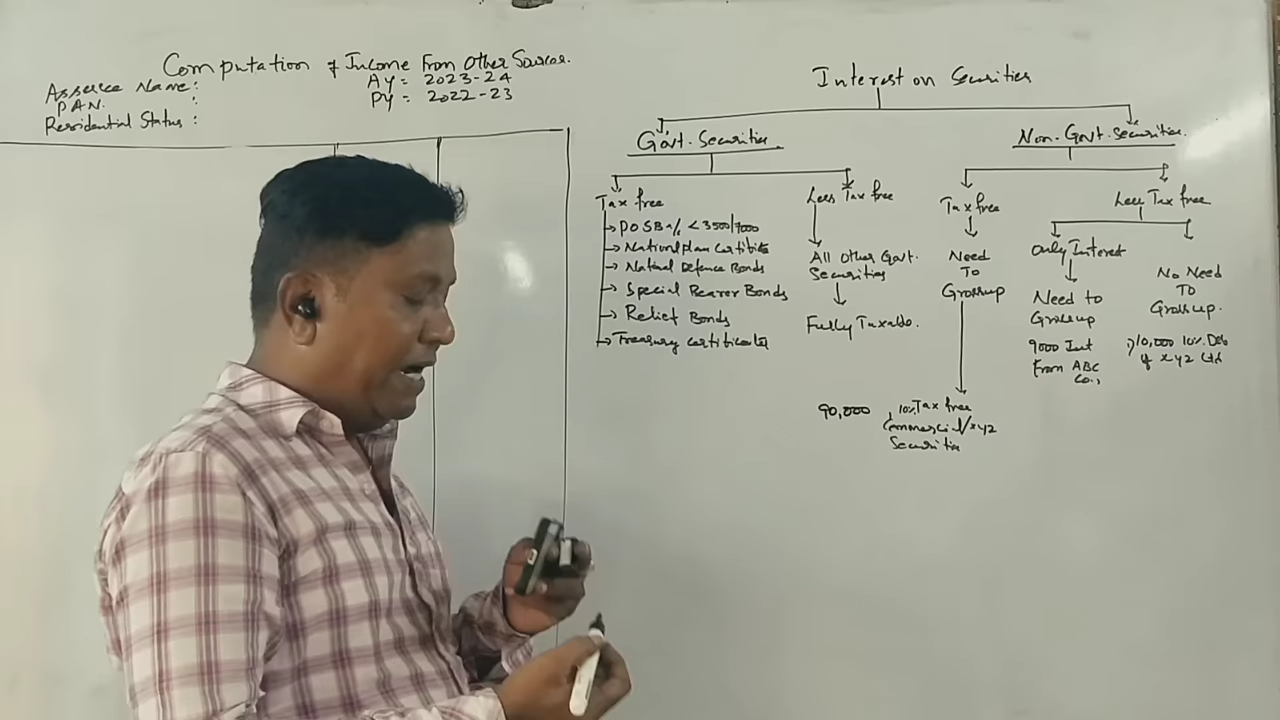 Computation of Income From Other Sources.
AY = 2023-24
PY = 2022-23
Assesee Name:
PAN. :
Residential Status :
Interest on Securities
Govt. Securities
Non-Govt. Securities.
Tax free
→ POSB a/c < 3500/7000
→ National plan certificate
→ National Defence Bonds
→ Special Bearer Bonds
→ Relief Bonds
→ Treasury certificate
Less Tax free
All Other Govt.
Securities
Fully Taxable.
Tax free
Need
To
Grossup
90,000 10% Tax free
Commercial/xyz
Securities
Less Tax free
Only Interest
Need to
Grossup
9000 Int
From ABC
Co.,
No Need
To
Grossup.
10,000 10% Deb
of xyz Ltd